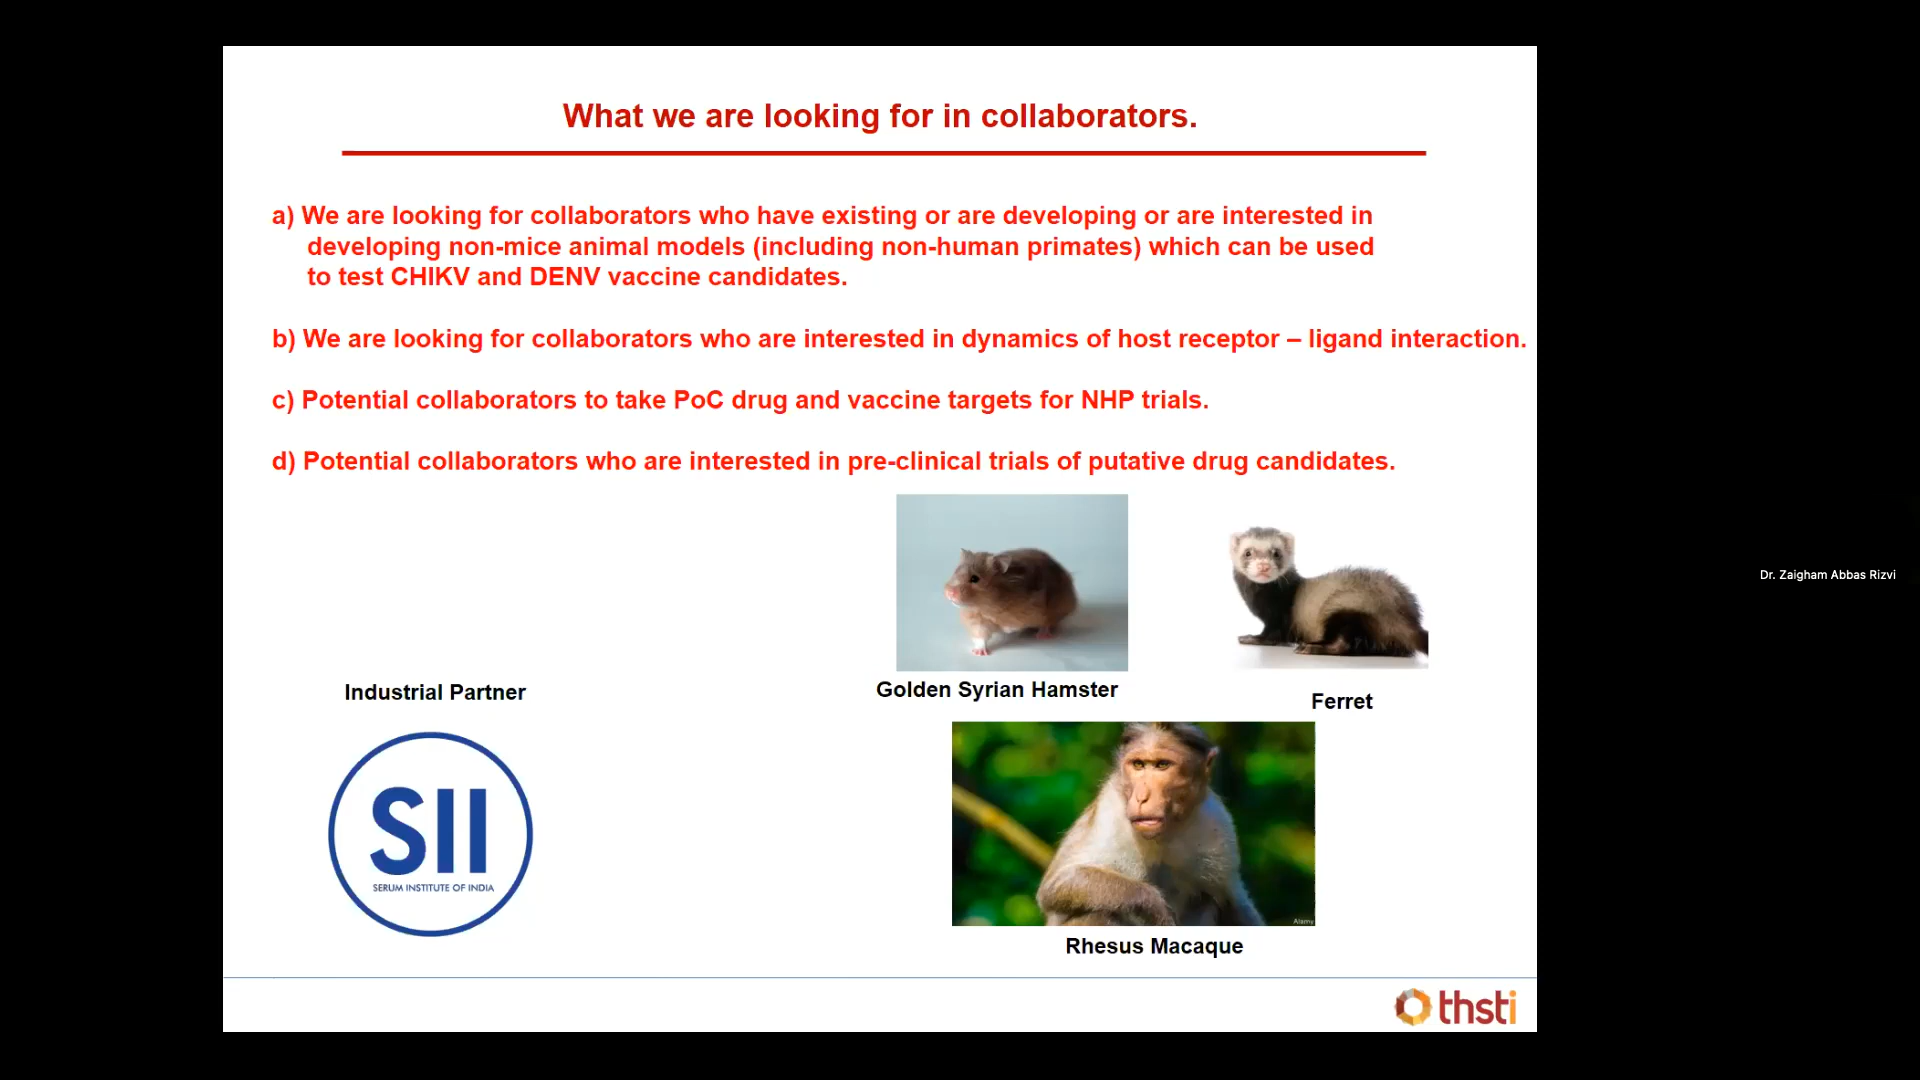 What we are looking for in collaborators.
a) We are looking for collaborators who have existing or are developing or are interested in
developing non-mice animal models (including non-human primates) which can be used
to test CHIKV and DENV vaccine candidates.
b) We are looking for collaborators who are interested in dynamics of host receptor – ligand interaction.
c) Potential collaborators to take PoC drug and vaccine targets for NHP trials.
d) Potential collaborators who are interested in pre-clinical trials of putative drug candidates.
Dr. Zaigham Abbas Rizvi
Industrial Partner
Golden Syrian Hamster
Ferret
SII
SERUM INSTITUTE OF INDIA
Alamy
Rhesus Macaque
thsti